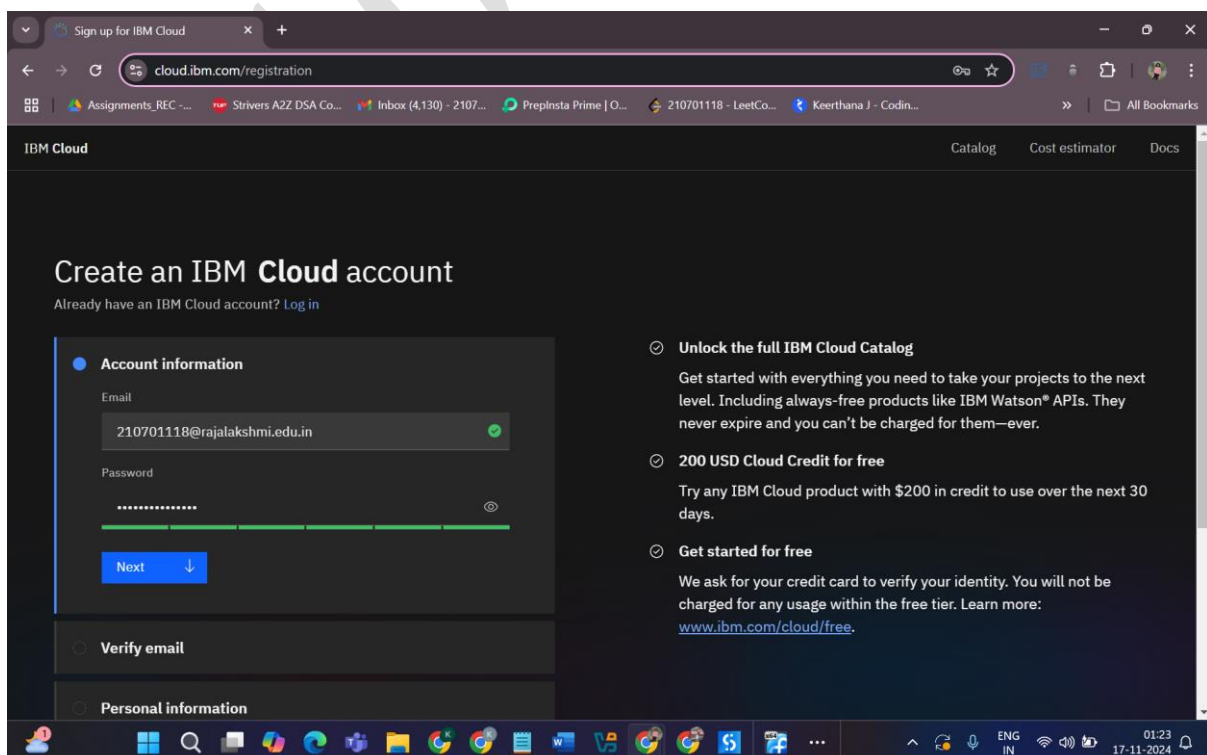 Sign up for IBM Cloud
cloud.ibm.com/registration
Assignments_REC -... Strivers A2Z DSA Co... Inbox (4,130) - 2107... PrepInsta Prime | O... 210701118 - LeetCo... Keerthana J - Codin... » All Bookmarks
IBM Cloud Catalog Cost estimator Docs
Create an IBM Cloud account
Already have an IBM Cloud account? Log in
Account information
Email
210701118@rajalakshmi.edu.in
Password
•••••••••••••••
Next
Verify email
Personal information
Unlock the full IBM Cloud Catalog
Get started with everything you need to take your projects to the next
level. Including always-free products like IBM Watson® APIs. They
never expire and you can't be charged for them—ever.
200 USD Cloud Credit for free
Try any IBM Cloud product with $200 in credit to use over the next 30
days.
Get started for free
We ask for your credit card to verify your identity. You will not be
charged for any usage within the free tier. Learn more:
www.ibm.com/cloud/free.
1
ENG
IN
01:23
17-11-2024